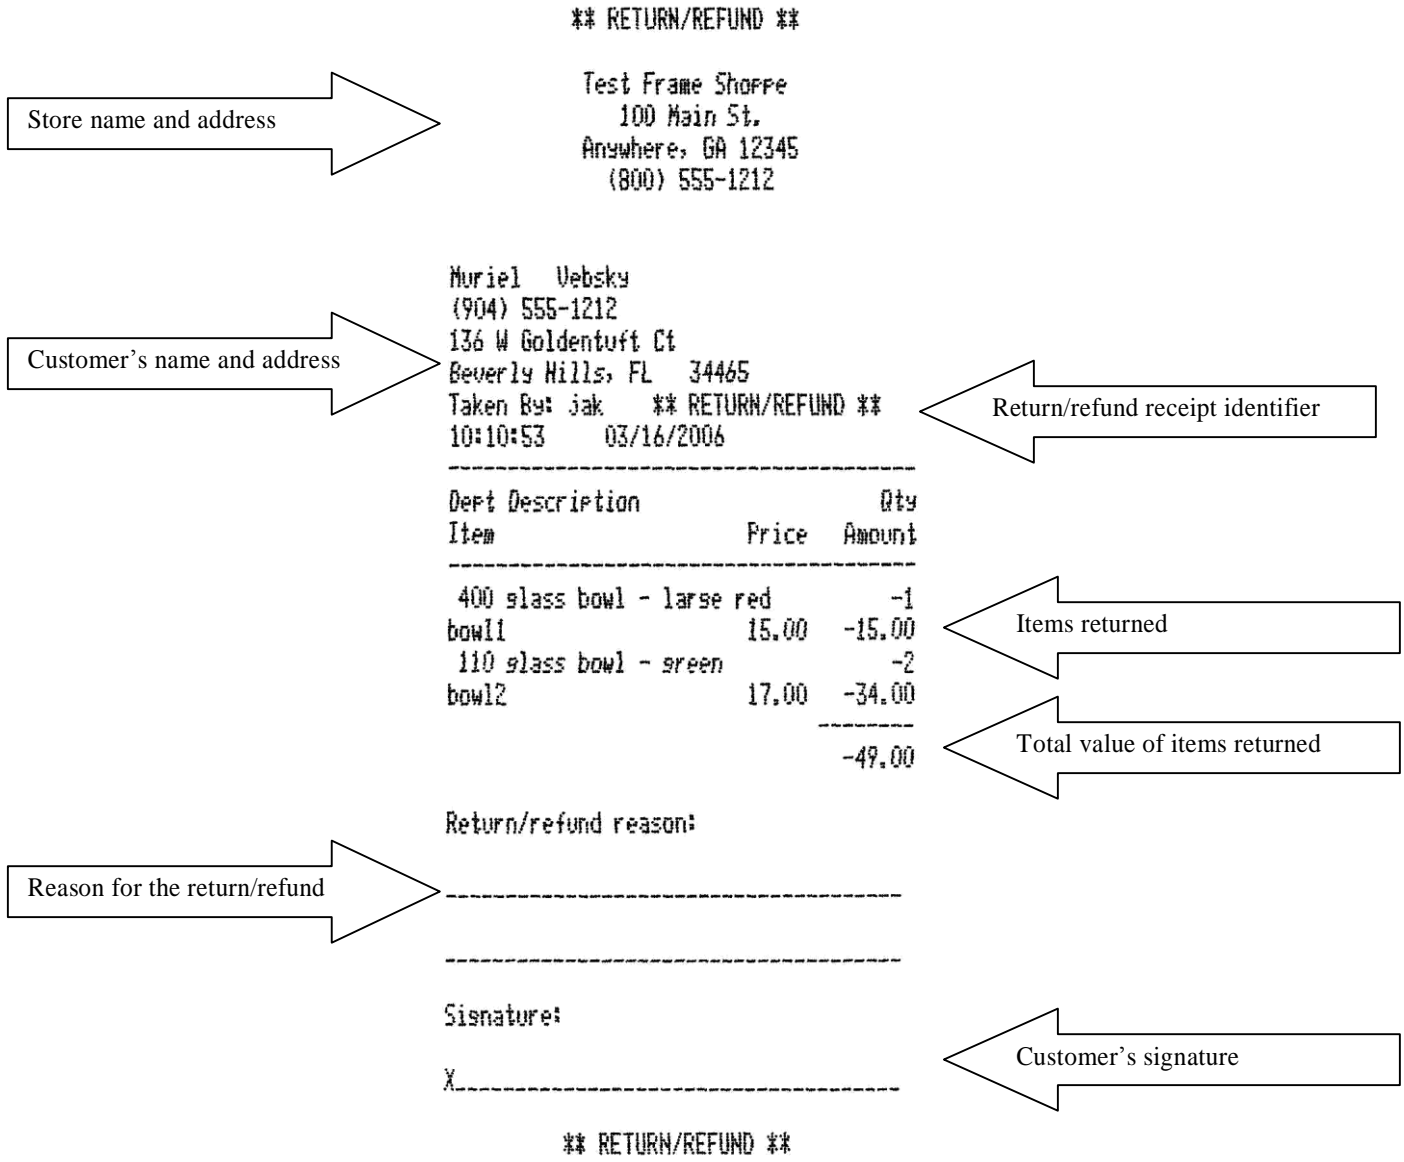 ** RETURN/REFUND **
Test Frame Shoppe
100 Main St.
Anywhere, GA 12345
(800) 555-1212
Store name and address
Muriel Vebsky
(904) 555-1212
136 W Goldentuft Ct
Beverly Hills, FL 34465
Taken By: jak ** RETURN/REFUND **
10:10:53 03/16/2006
Customer’s name and address
Return/refund receipt identifier
Dept Description Qty
Item Price Amount
400 glass bowl - large red -1
bowl1 15.00 -15.00
110 glass bowl - green -2
bowl2 17.00 -34.00
Items returned
-49.00
Total value of items returned
Return/refund reason:
Reason for the return/refund
Signature:
X
Customer’s signature
** RETURN/REFUND **